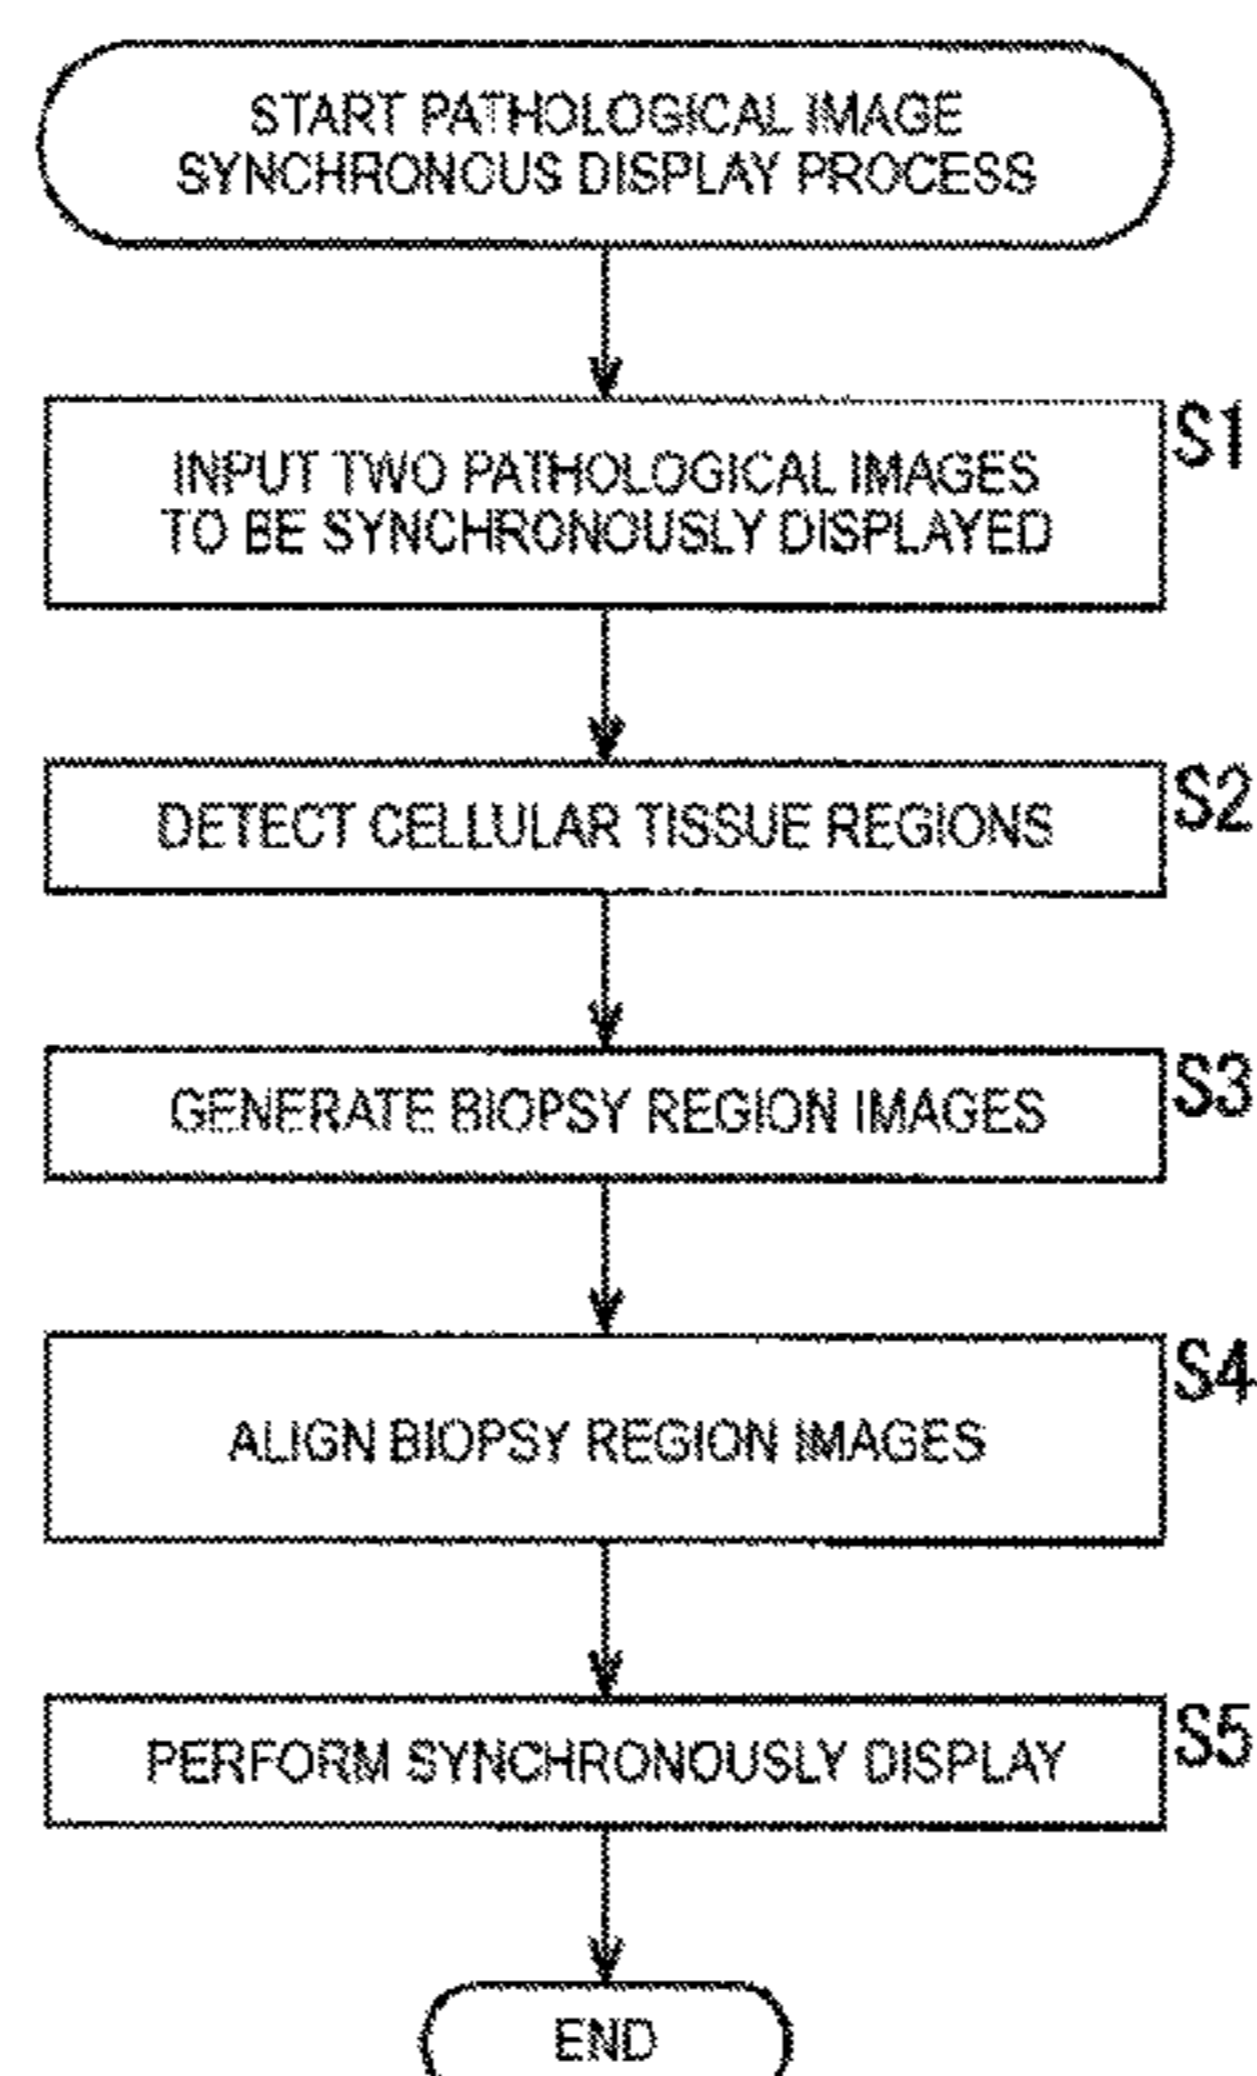 START PATHOLOGICAL IMAGE
SYNCHRONOUS DISPLAY PROCESS
INPUT TWO PATHOLOGICAL IMAGES
TO BE SYNCHRONOUSLY DISPLAYED
S1
DETECT CELLULAR TISSUE REGIONS
S2
GENERATE BIOPSY REGION IMAGES
S3
ALIGN BIOPSY REGION IMAGES
S4
PERFORM SYNCHRONOUSLY DISPLAY
S5
END